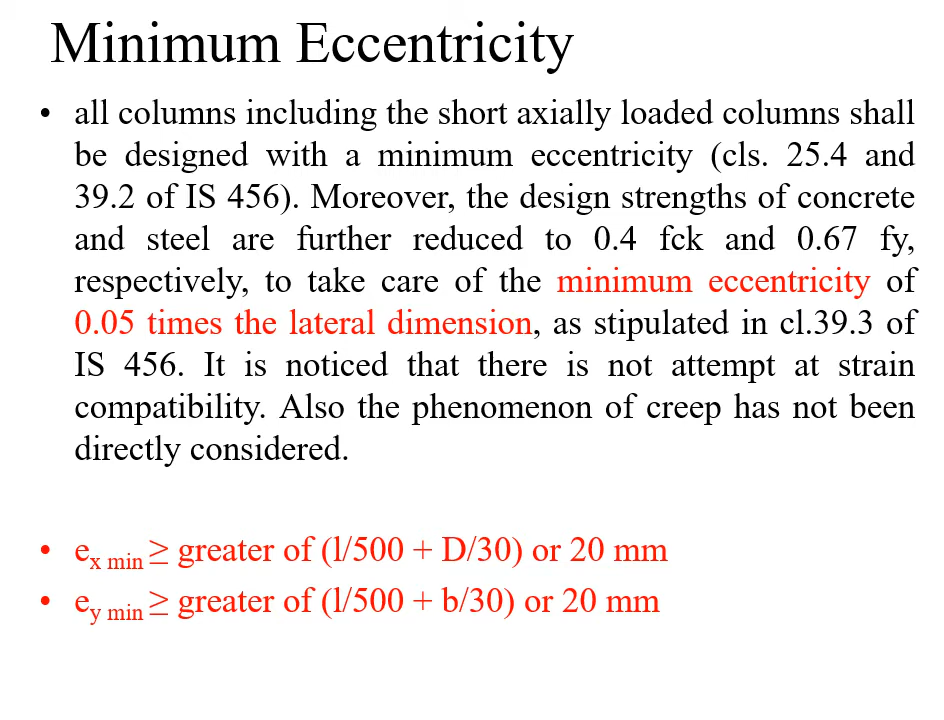 Minimum Eccentricity
• all columns including the short axially loaded columns shall
be designed with a minimum eccentricity (cls. 25.4 and
39.2 of IS 456). Moreover, the design strengths of concrete
and steel are further reduced to 0.4 fck and 0.67 fy,
respectively, to take care of the minimum eccentricity of
0.05 times the lateral dimension, as stipulated in cl.39.3 of
IS 456. It is noticed that there is not attempt at strain
compatibility. Also the phenomenon of creep has not been
directly considered.
• e_x min ≥ greater of (l/500 + D/30) or 20 mm
• e_y min ≥ greater of (l/500 + b/30) or 20 mm